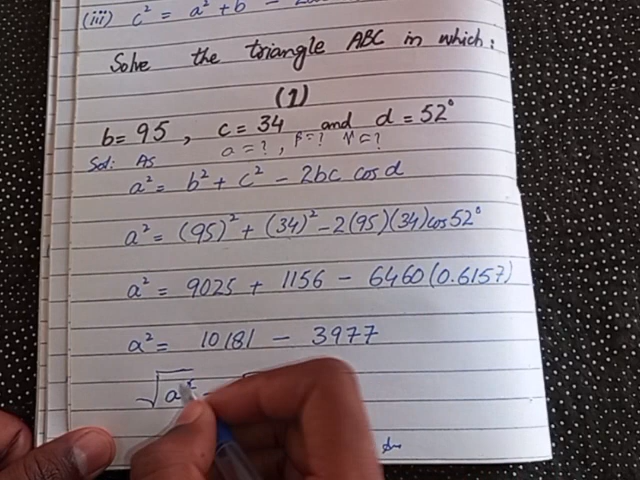 (iii) c² = a² + b² -
Solve the triangle ABC in which:
(1)
b = 95 , c = 34 and α = 52°
a = ? , β = ? γ = ?
Sol: As
a² = b² + c² - 2bc cos α
a² = (95)² + (34)² - 2(95)(34) cos 52°
a² = 9025 + 1156 - 6460(0.6157)
a² = 10181 - 3977
√a²